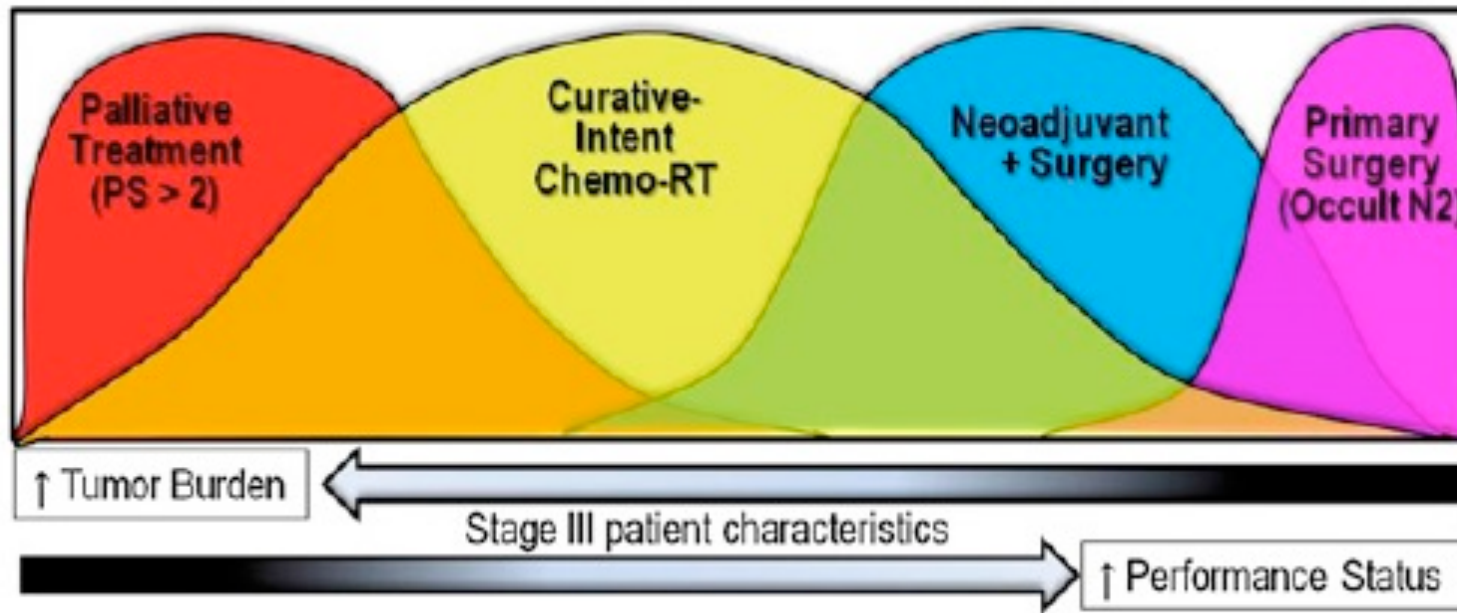 Palliative
Treatment
(PS > 2)
Curative-
Intent
Chemo-RT
Neoadjuvant
+ Surgery
Primary
Surgery
(Occult N2)
↑ Tumor Burden
Stage III patient characteristics
↑ Performance Status